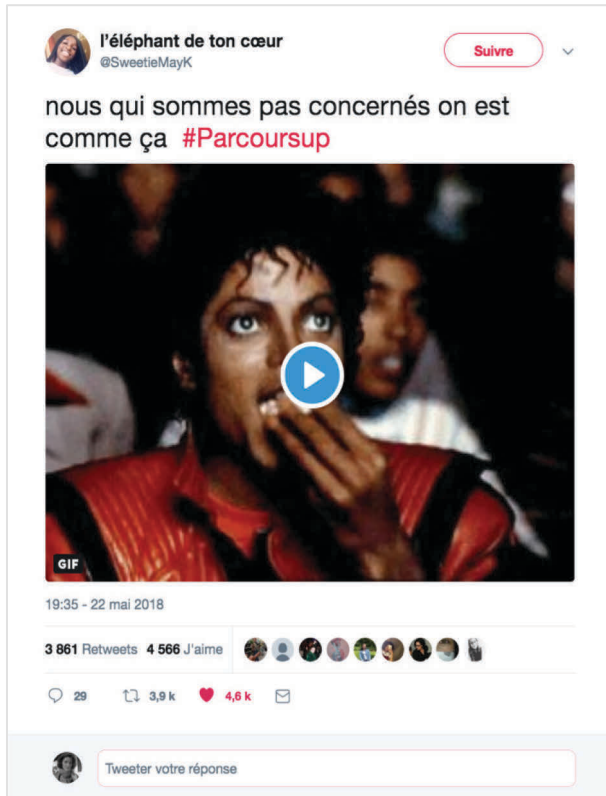 l'éléphant de ton cœur
@SweetieMayK
Suivre
nous qui sommes pas concernés on est
comme ça #Parcoursup
GIF
19:35 - 22 mai 2018
3 861 Retweets 4 566 J'aime
29 3,9 k 4,6 k
Tweeter votre réponse